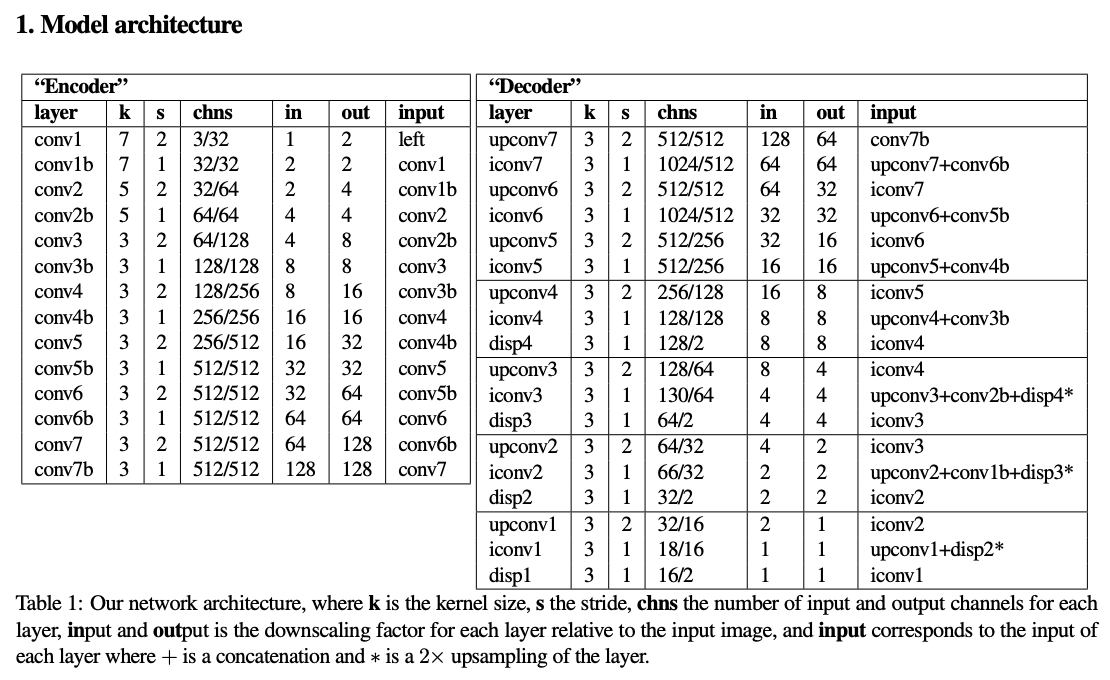 1. Model architecture
“Encoder”
layer k s chns in out input
conv1 7 2 3/32 1 2 left
conv1b 7 1 32/32 2 2 conv1
conv2 5 2 32/64 2 4 conv1b
conv2b 5 1 64/64 4 4 conv2
conv3 3 2 64/128 4 8 conv2b
conv3b 3 1 128/128 8 8 conv3
conv4 3 2 128/256 8 16 conv3b
conv4b 3 1 256/256 16 16 conv4
conv5 3 2 256/512 16 32 conv4b
conv5b 3 1 512/512 32 32 conv5
conv6 3 2 512/512 32 64 conv5b
conv6b 3 1 512/512 64 64 conv6
conv7 3 2 512/512 64 128 conv6b
conv7b 3 1 512/512 128 128 conv7
“Decoder”
layer k s chns in out input
upconv7 3 2 512/512 128 64 conv7b
iconv7 3 1 1024/512 64 64 upconv7+conv6b
upconv6 3 2 512/512 64 32 iconv7
iconv6 3 1 1024/512 32 32 upconv6+conv5b
upconv5 3 2 512/256 32 16 iconv6
iconv5 3 1 512/256 16 16 upconv5+conv4b
upconv4 3 2 256/128 16 8 iconv5
iconv4 3 1 128/128 8 8 upconv4+conv3b
disp4 3 1 128/2 8 8 iconv4
upconv3 3 2 128/64 8 4 iconv4
iconv3 3 1 130/64 4 4 upconv3+conv2b+disp4*
disp3 3 1 64/2 4 4 iconv3
upconv2 3 2 64/32 4 2 iconv3
iconv2 3 1 66/32 2 2 upconv2+conv1b+disp3*
disp2 3 1 32/2 2 2 iconv2
upconv1 3 2 32/16 2 1 iconv2
iconv1 3 1 18/16 1 1 upconv1+disp2*
disp1 3 1 16/2 1 1 iconv1
Table 1: Our network architecture, where k is the kernel size, s the stride, chns the number of input and output channels for each
layer, input and output is the downscaling factor for each layer relative to the input image, and input corresponds to the input of
each layer where + is a concatenation and ∗ is a 2× upsampling of the layer.